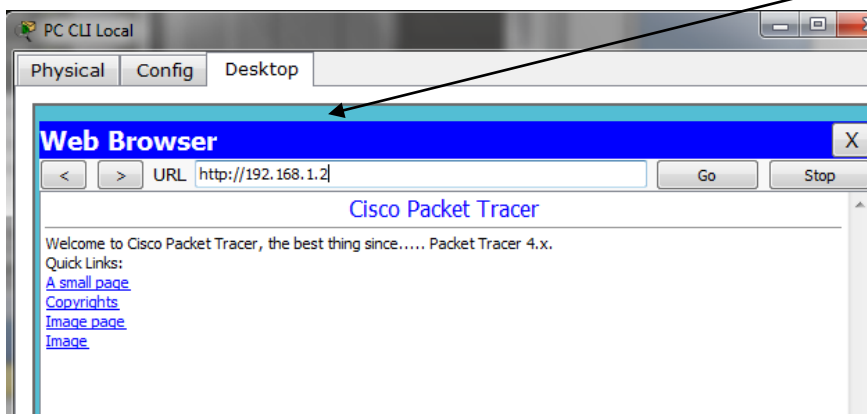 PC CLI Local
Physical Config Desktop
Web Browser X
< > URL http://192.168.1.2 Go Stop
Cisco Packet Tracer
Welcome to Cisco Packet Tracer, the best thing since..... Packet Tracer 4.x.
Quick Links:
A small page
Copyrights
Image page
Image